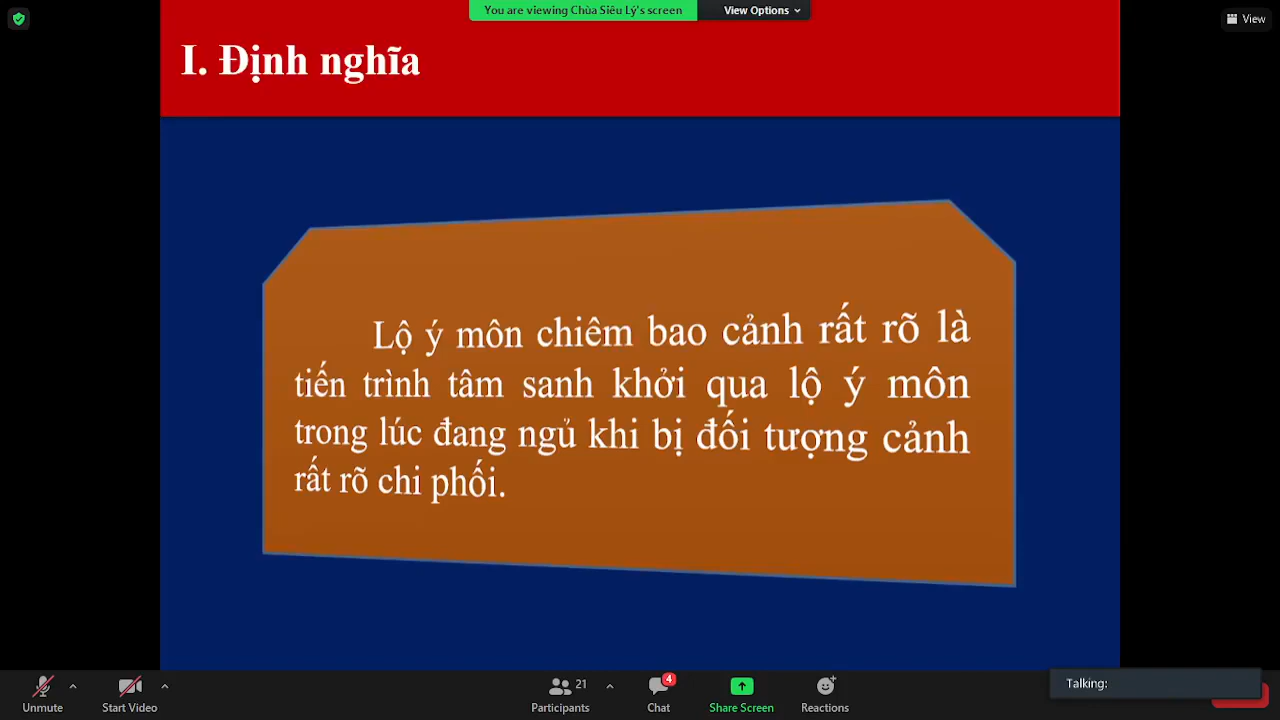 You are viewing Chùa Siêu Lý's screen
View Options
View
I. Định nghĩa
Lộ ý môn chiêm bao cảnh rất rõ là
tiến trình tâm sanh khởi qua lộ ý môn
trong lúc đang ngủ khi bị đối tượng cảnh
rất rõ chi phối.
Talking:
21
4
Unmute
Start Video
Participants
Chat
Share Screen
Reactions